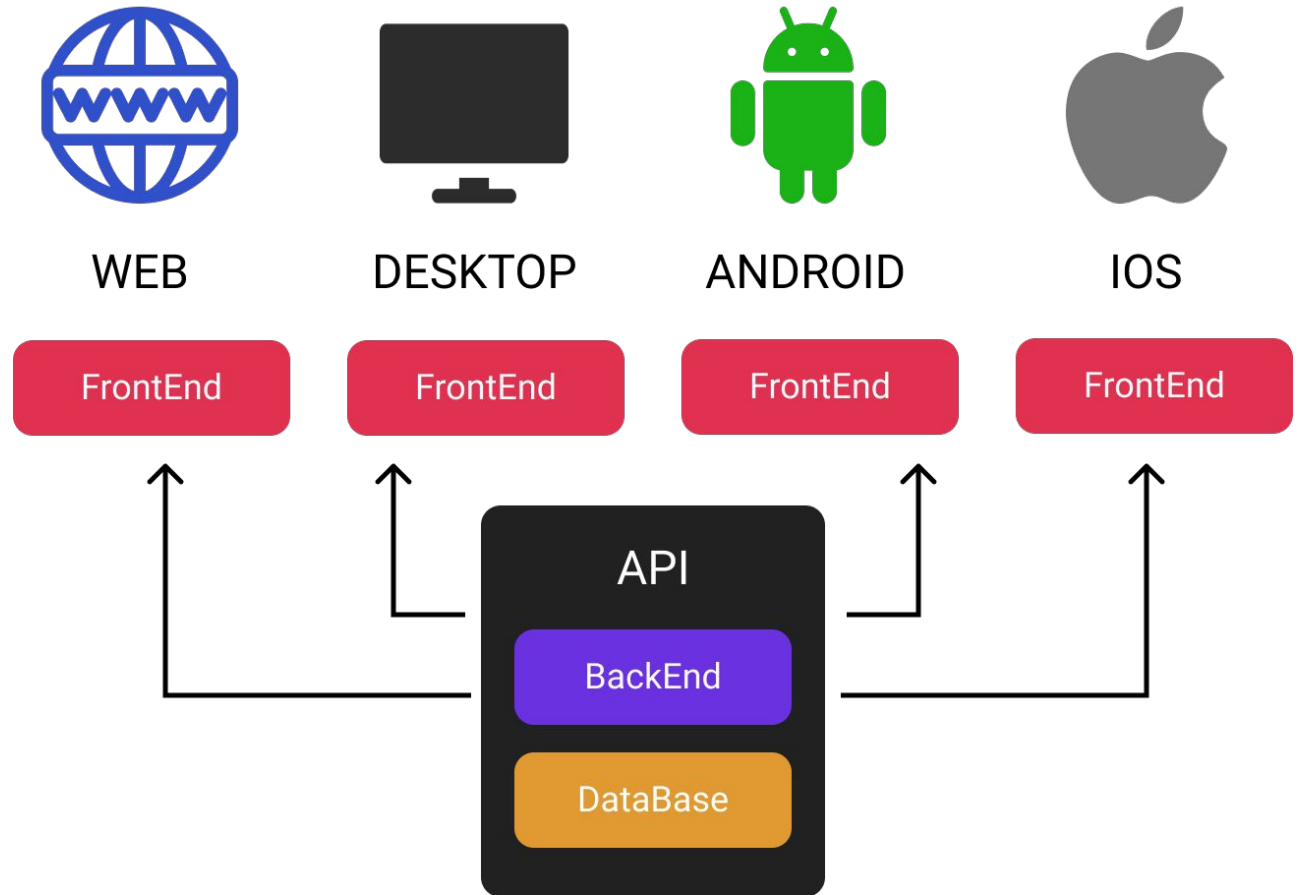 www
WEB
DESKTOP
ANDROID
IOS
FrontEnd
FrontEnd
FrontEnd
FrontEnd
API
BackEnd
DataBase